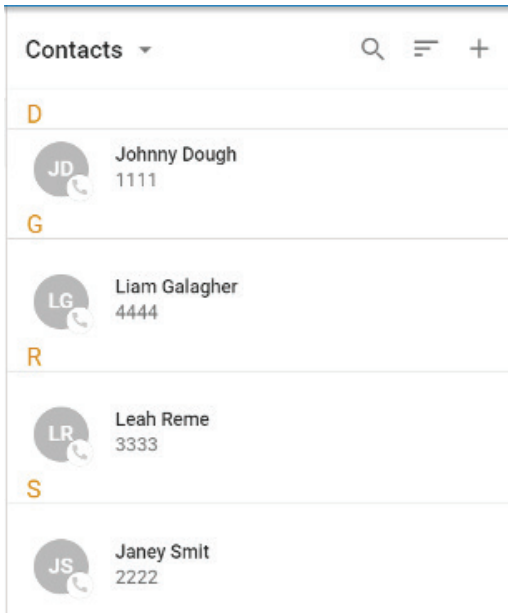 Contacts
D
JD
Johnny Dough
1111
G
LG
Liam Galagher
4444
R
LR
Leah Reme
3333
S
JS
Janey Smit
2222